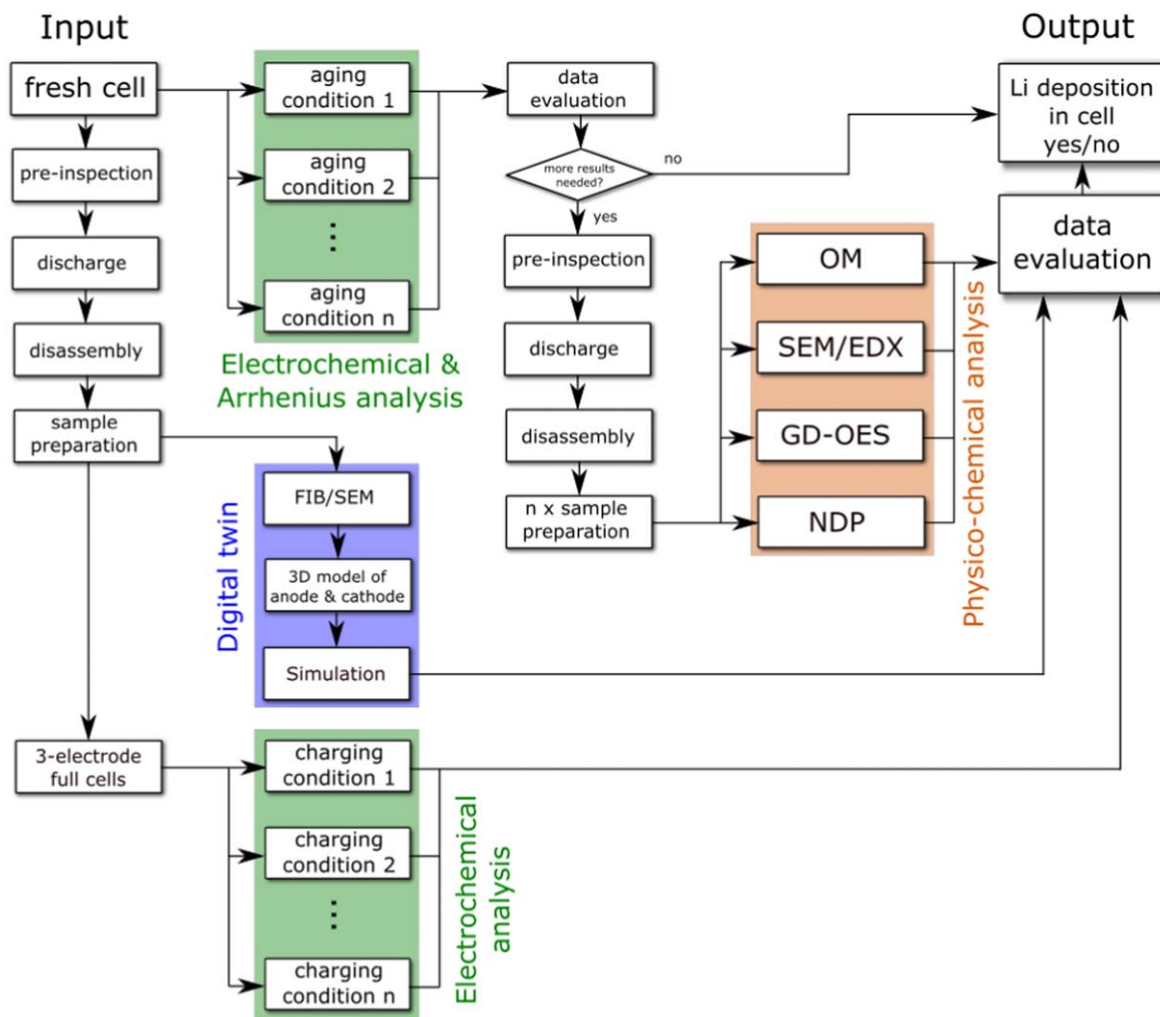 Input
fresh cell
pre-inspection
discharge
disassembly
sample
preparation
3-electrode
full cells
aging
condition 1
aging
condition 2
⋮
aging
condition n
Electrochemical &
Arrhenius analysis
Digital twin
FIB/SEM
3D model of
anode & cathode
Simulation
charging
condition 1
charging
condition 2
⋮
charging
condition n
Electrochemical
analysis
data
evaluation
more results
needed?
no
yes
pre-inspection
discharge
disassembly
n x sample
preparation
OM
SEM/EDX
GD-OES
NDP
Physico-chemical analysis
Output
Li deposition
in cell
yes/no
data
evaluation